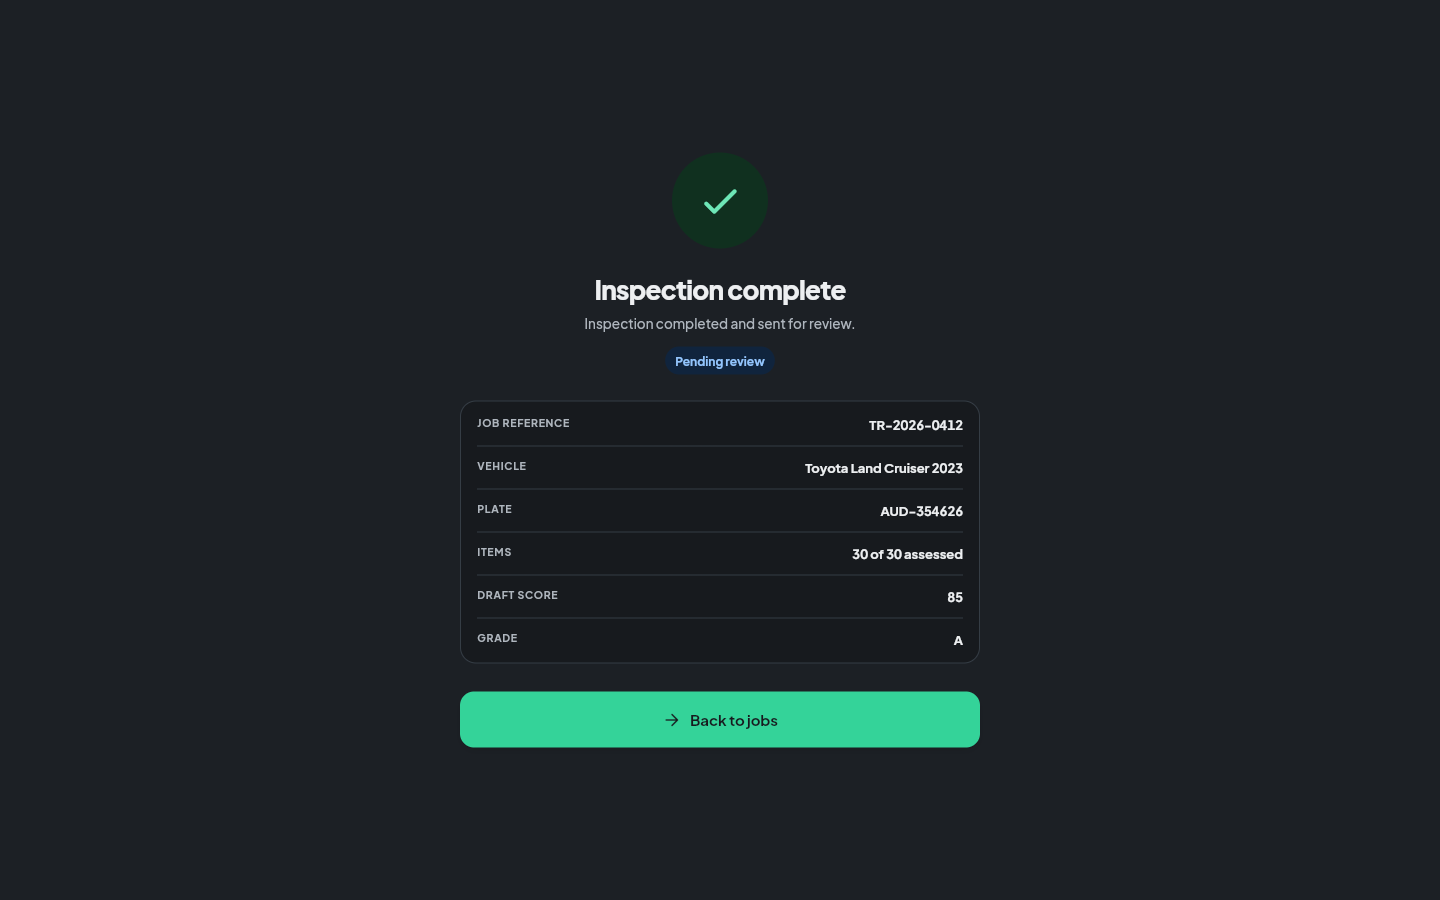 Inspection complete
Inspection completed and sent for review.
Pending review
JOB REFERENCE TR-2026-0412
VEHICLE Toyota Land Cruiser 2023
PLATE AUD-354626
ITEMS 30 of 30 assessed
DRAFT SCORE 85
GRADE A
Back to jobs